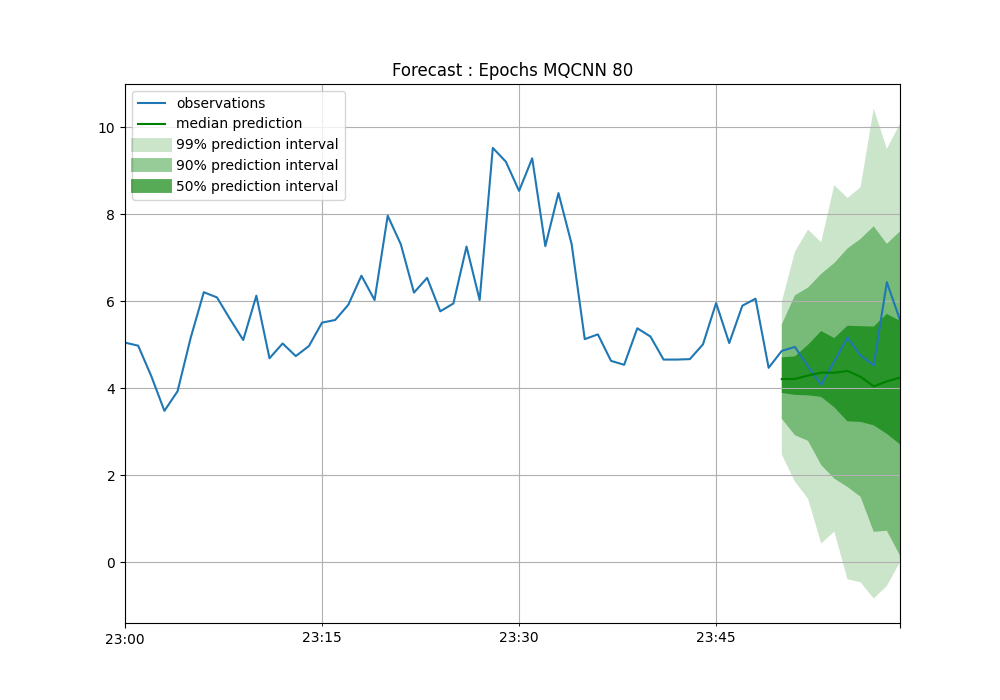 Forecast : Epochs MQCNN 80
observations
median prediction
99% prediction interval
90% prediction interval
50% prediction interval
10
8
6
4
2
0
23:00 23:15 23:30 23:45